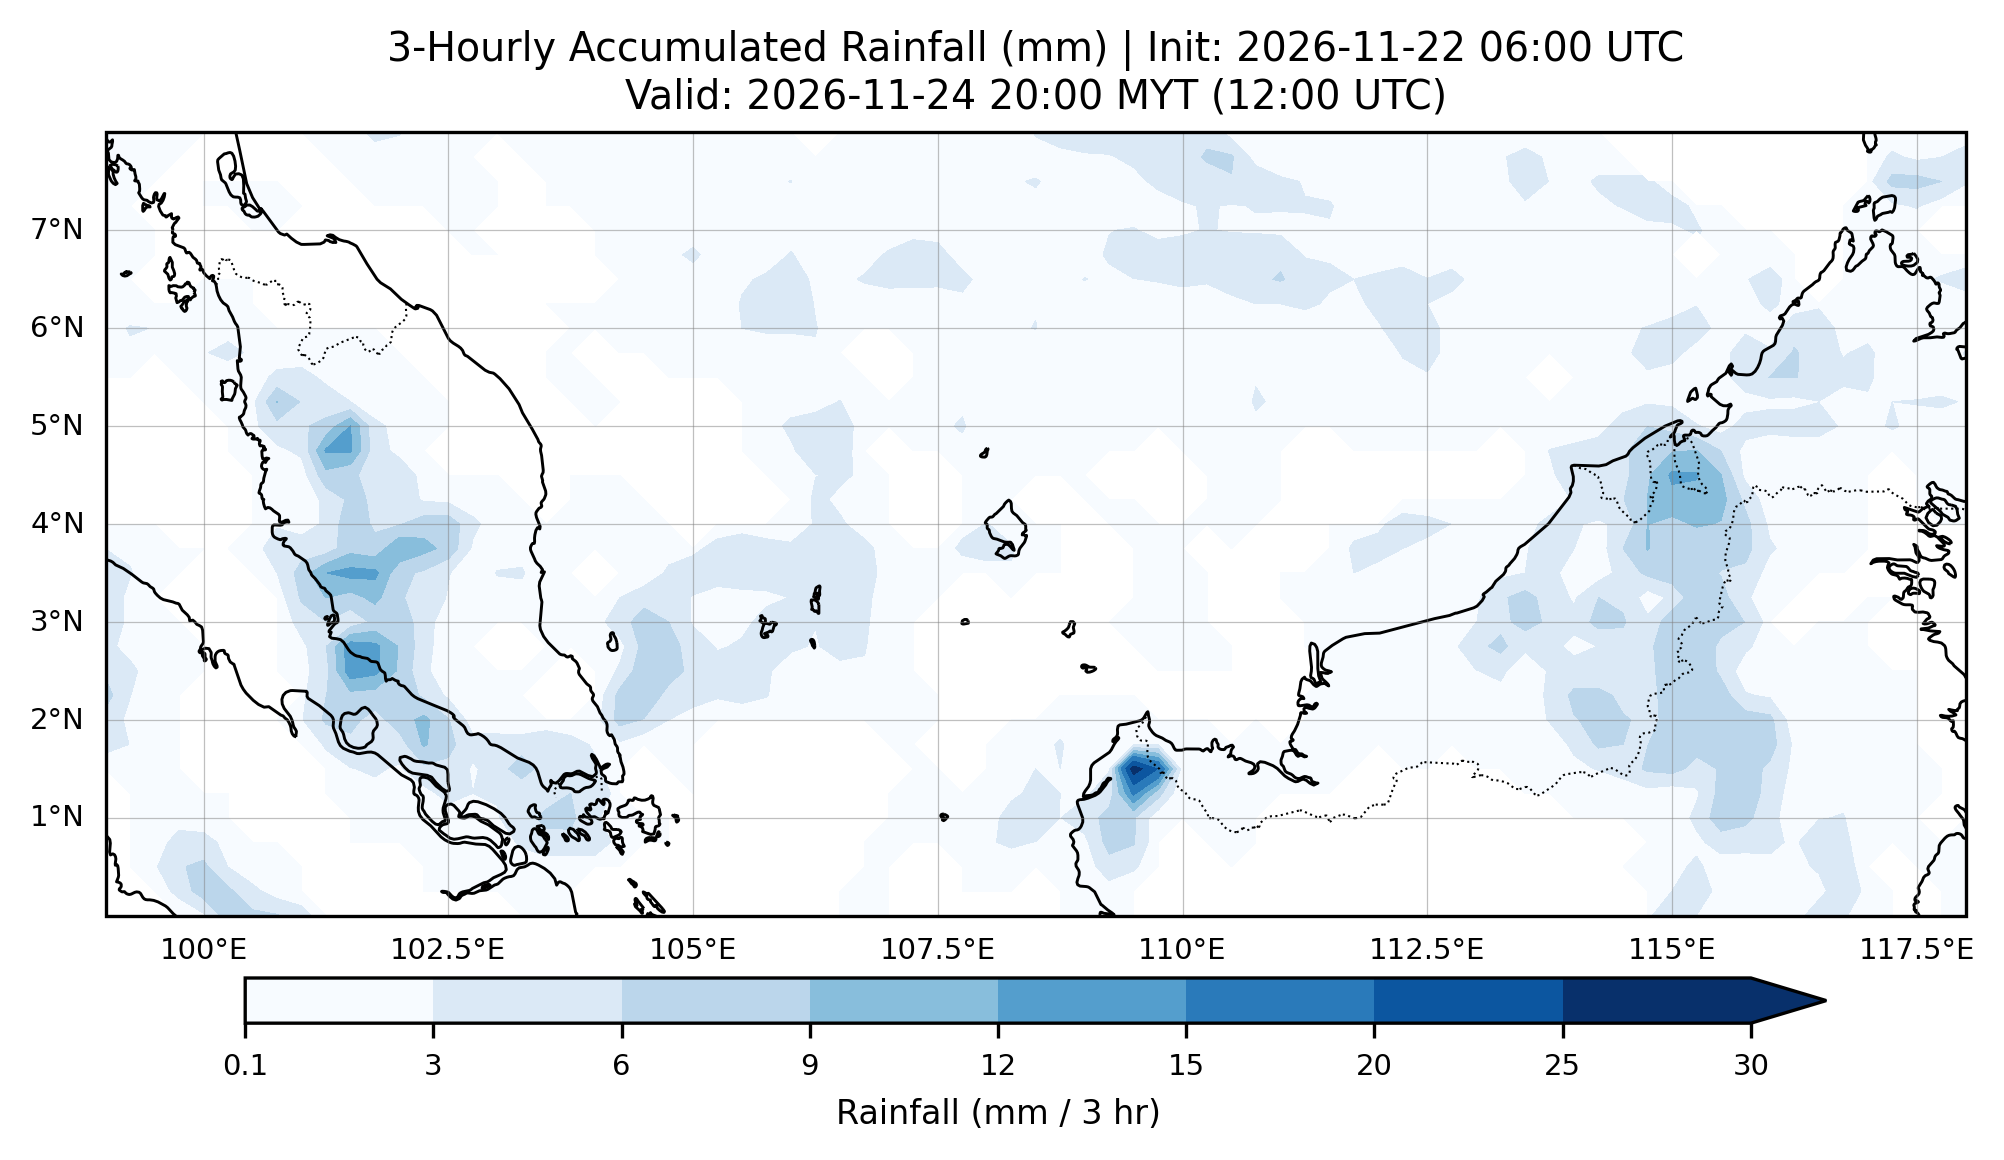 3-Hourly Accumulated Rainfall (mm) | Init: 2026-11-22 06:00 UTC
Valid: 2026-11-24 20:00 MYT (12:00 UTC)
7°N
6°N
5°N
4°N
3°N
2°N
1°N
100°E 102.5°E 105°E 107.5°E 110°E 112.5°E 115°E 117.5°E
0.1 3 6 9 12 15 20 25 30
Rainfall (mm / 3 hr)